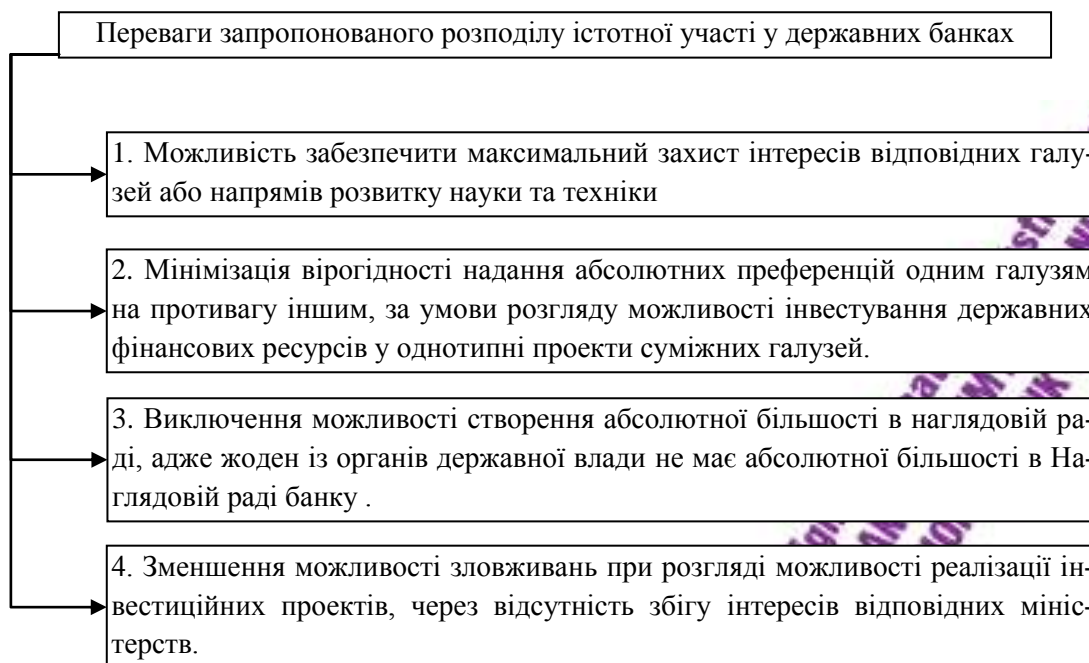 Переваги запропонованого розподілу істотної участі у державних банках
1. Можливість забезпечити максимальний захист інтересів відповідних галу-
зей або напрямів розвитку науки та техніки
2. Мінімізація вірогідності надання абсолютних преференцій одним галузям
на противагу іншим, за умови розгляду можливості інвестування державних
фінансових ресурсів у однотипні проекти суміжних галузей.
3. Виключення можливості створення абсолютної більшості в наглядовій ра-
ді, адже жоден із органів державної влади не має абсолютної більшості в На-
глядовій раді банку .
4. Зменшення можливості зловживань при розгляді можливості реалізації ін-
вестиційних проектів, через відсутність збігу інтересів відповідних мініс-
терств.